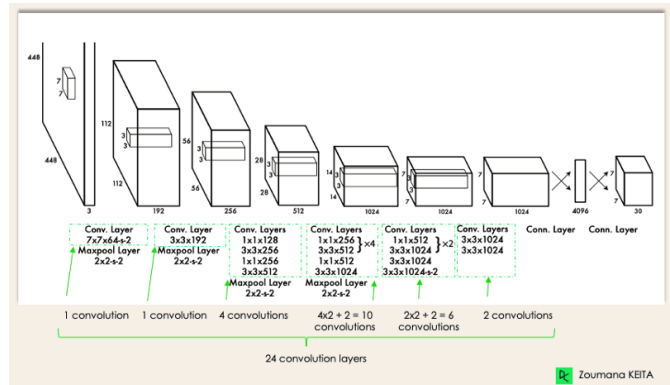 448
448
7
7
3
112
112
3
3
192
56
56
3
3
256
28
28
3
3
512
14
14
3
3
1024
7
7
3
3
1024
7
7
1024
4096
7
7
30
Conv. Layer
7x7x64-s-2
Maxpool Layer
2x2-s-2
Conv. Layer
3x3x192
Maxpool Layer
2x2-s-2
Conv. Layers
1x1x128
3x3x256
1x1x256
3x3x512
Maxpool Layer
2x2-s-2
Conv. Layers
1x1x256
3x3x512
}×4
1x1x512
3x3x1024
Maxpool Layer
2x2-s-2
Conv. Layers
1x1x512
3x3x1024
}×2
3x3x1024
3x3x1024-s-2
Conv. Layers
3x3x1024
3x3x1024
Conn. Layer
Conn. Layer
1 convolution
1 convolution
4 convolutions
4x2 + 2 = 10
convolutions
2x2 + 2 = 6
convolutions
2 convolutions
24 convolution layers
Zoumana KEITA